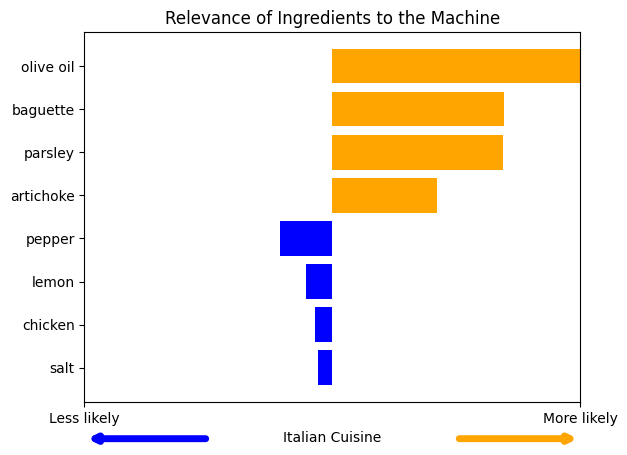 Relevance of Ingredients to the Machine
olive oil
baguette
parsley
artichoke
pepper
lemon
chicken
salt
Less likely
More likely
Italian Cuisine